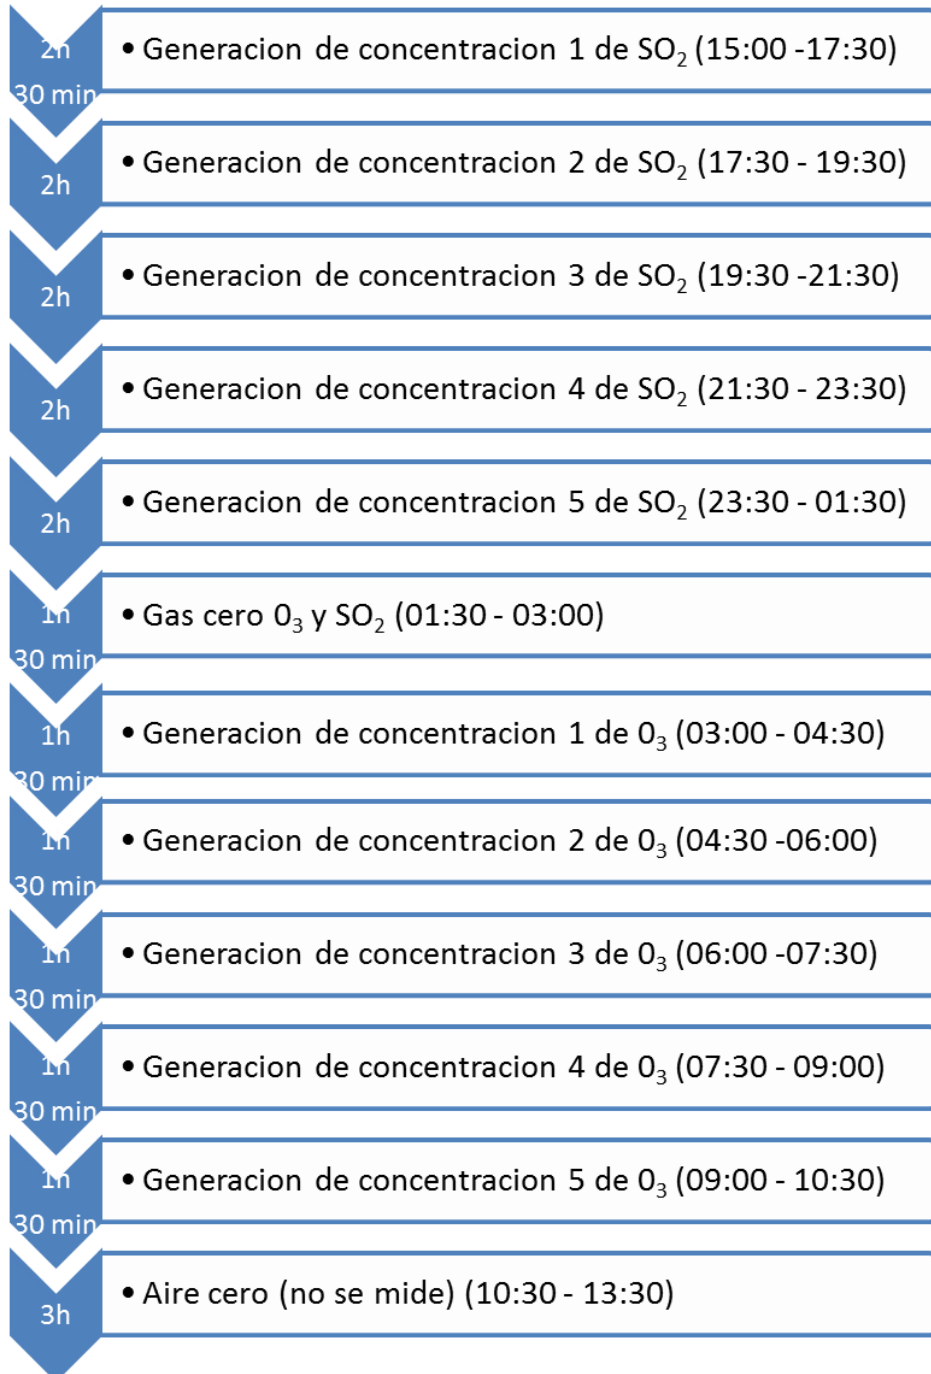 2h
30 min
• Generacion de concentracion 1 de SO₂ (15:00 -17:30)
2h
• Generacion de concentracion 2 de SO₂ (17:30 - 19:30)
2h
• Generacion de concentracion 3 de SO₂ (19:30 -21:30)
2h
• Generacion de concentracion 4 de SO₂ (21:30 - 23:30)
2h
• Generacion de concentracion 5 de SO₂ (23:30 - 01:30)
1h
30 min
• Gas cero 0₃ y SO₂ (01:30 - 03:00)
1h
30 min
• Generacion de concentracion 1 de 0₃ (03:00 - 04:30)
1h
30 min
• Generacion de concentracion 2 de 0₃ (04:30 -06:00)
1h
30 min
• Generacion de concentracion 3 de 0₃ (06:00 -07:30)
1h
30 min
• Generacion de concentracion 4 de 0₃ (07:30 - 09:00)
1h
30 min
• Generacion de concentracion 5 de 0₃ (09:00 - 10:30)
3h
• Aire cero (no se mide) (10:30 - 13:30)